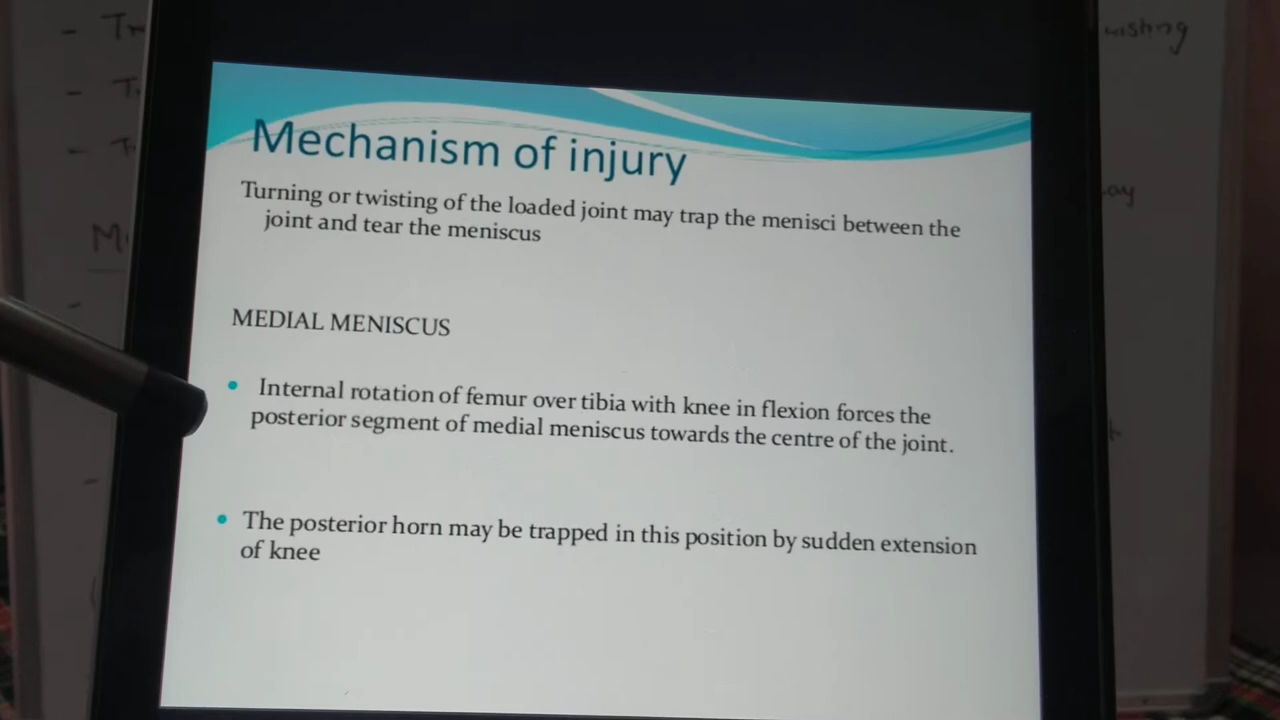 Mechanism of injury
Turning or twisting of the loaded joint may trap the menisci between the
joint and tear the meniscus
MEDIAL MENISCUS
• Internal rotation of femur over tibia with knee in flexion forces the
posterior segment of medial meniscus towards the centre of the joint.
• The posterior horn may be trapped in this position by sudden extension
of knee